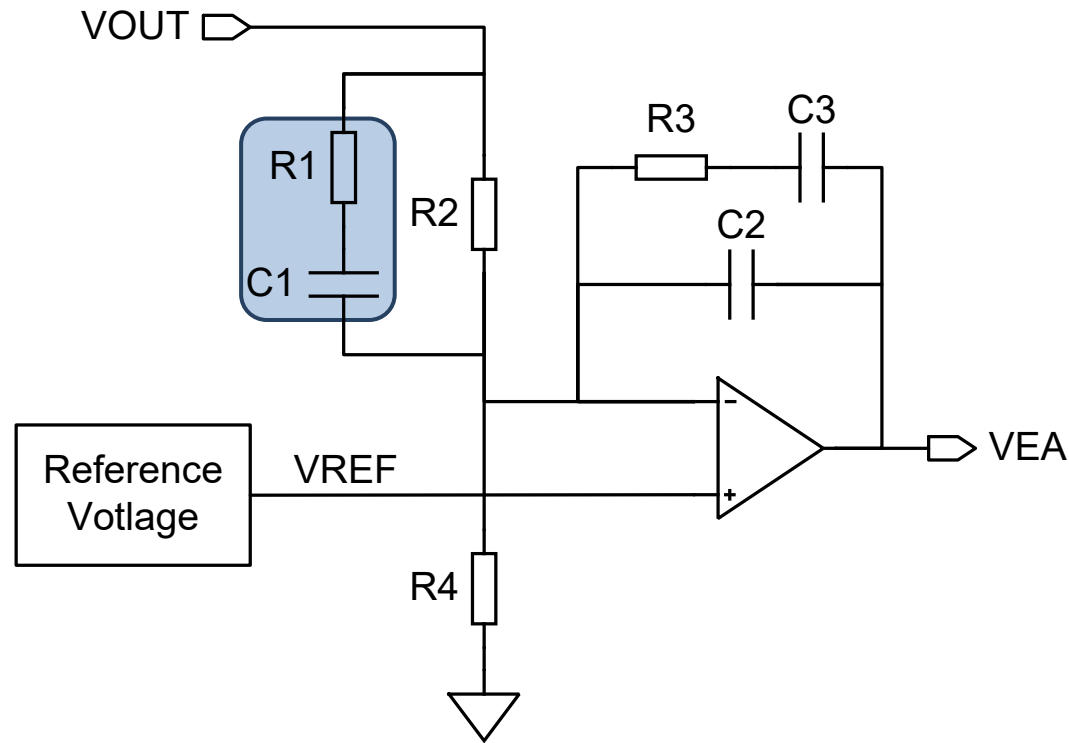 VOUT
R1
C1
R2
R3
C3
C2
-
+
VEA
Reference
Votlage
VREF
R4